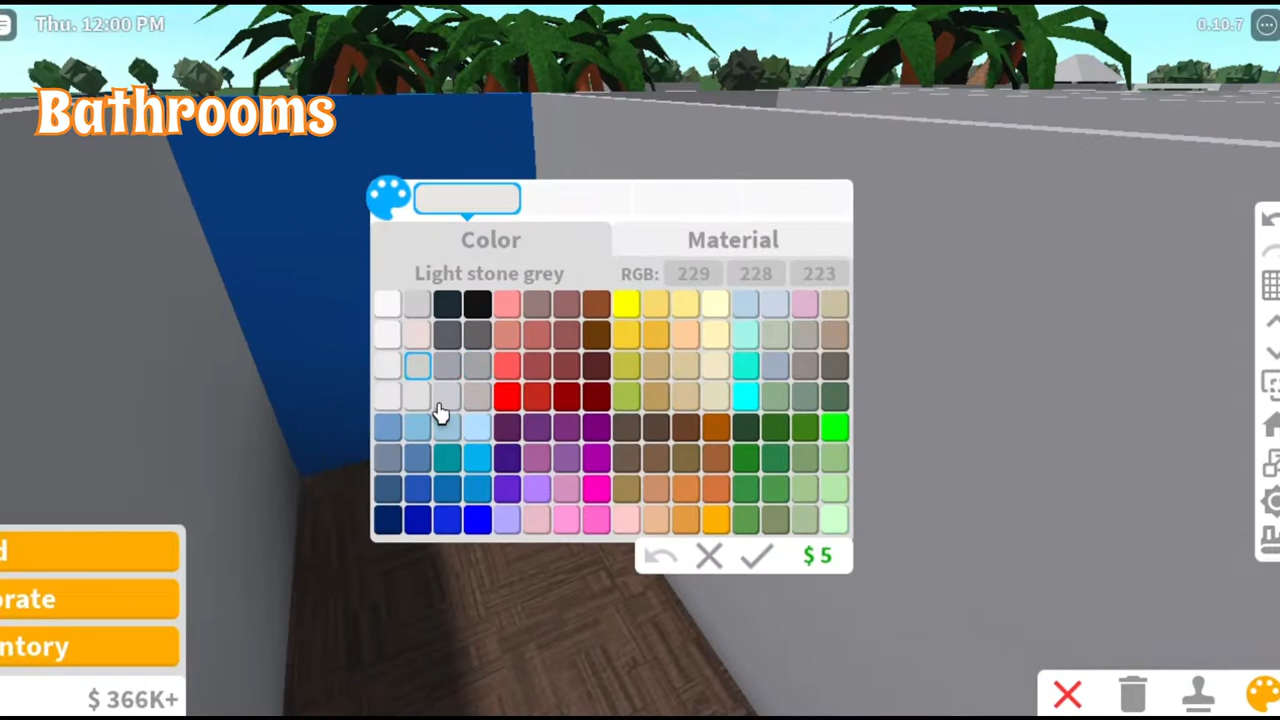 Thu. 12:00 PM
0.10.7
Bathrooms
Color
Material
Light stone grey
RGB: 229 228 223
$ 5
d
orate
ntory
$ 366K+